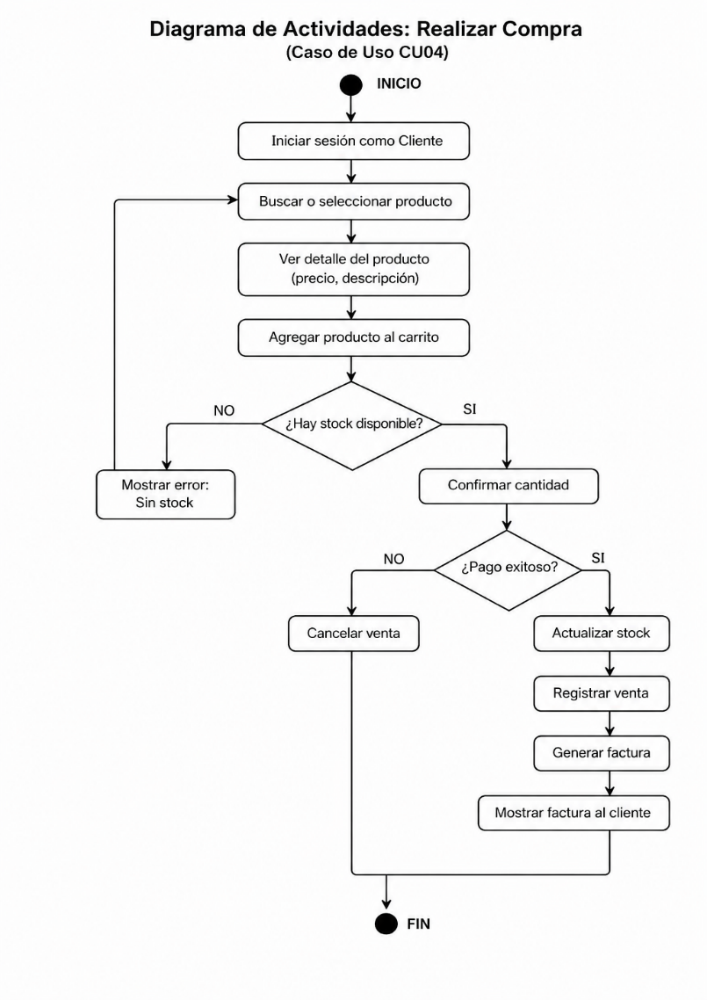 Diagrama de Actividades: Realizar Compra
(Caso de Uso CU04)
INICIO
Iniciar sesión como Cliente
Buscar o seleccionar producto
Ver detalle del producto
(precio, descripción)
Agregar producto al carrito
¿Hay stock disponible?
NO
SI
Mostrar error:
Sin stock
Confirmar cantidad
¿Pago exitoso?
NO
SI
Cancelar venta
Actualizar stock
Registrar venta
Generar factura
Mostrar factura al cliente
FIN